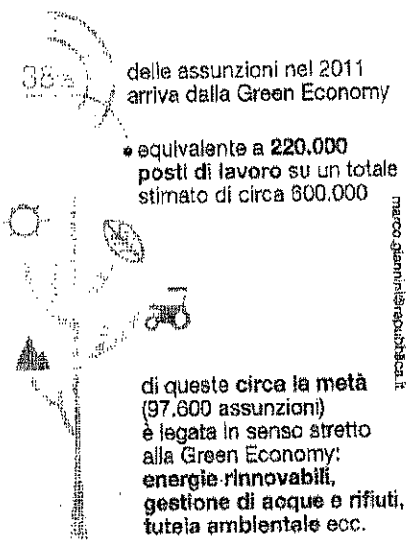 38%
delle assunzioni nel 2011
arriva dalla Green Economy
• equivalente a 220.000
posti di lavoro su un totale
stimato di circa 600.000
marco.giannini@repubblica.it
di queste circa la metà
(97.600 assunzioni)
è legata in senso stretto
alla Green Economy:
energie rinnovabili,
gestione di acque e rifiuti,
tutela ambientale ecc.